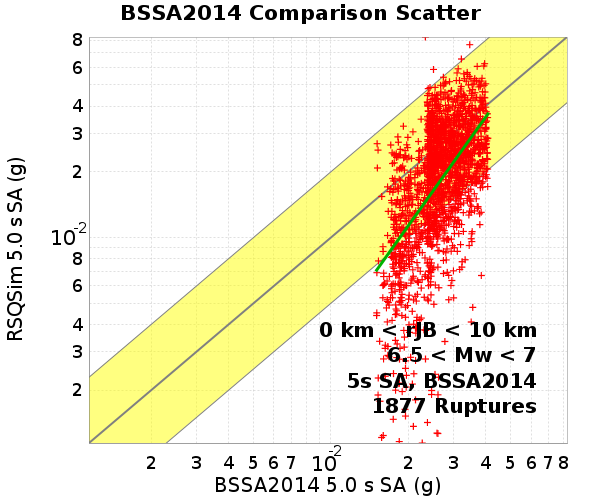 BSSA2014 Comparison Scatter
RSQSim 5.0 s SA (g)
8
6
4
3
2
10-2
8
6
4
3
2
0 km < rJB < 10 km
6.5 < Mw < 7
5s SA, BSSA2014
1877 Ruptures
2 3 4 5 6 7 10-2 2 3 4 5 6 7 8
BSSA2014 5.0 s SA (g)